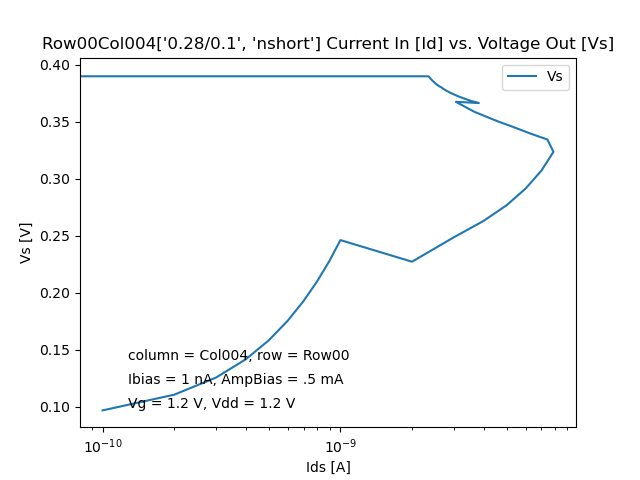 Row00Col004['0.28/0.1', 'nshort'] Current In [Id] vs. Voltage Out [Vs]
Vs
0.40
0.35
0.30
0.25
0.20
0.15
0.10
Vs [V]
column = Col004, row = Row00
Ibias = 1 nA, AmpBias = .5 mA
Vg = 1.2 V, Vdd = 1.2 V
10⁻¹⁰ 10⁻⁹
Ids [A]